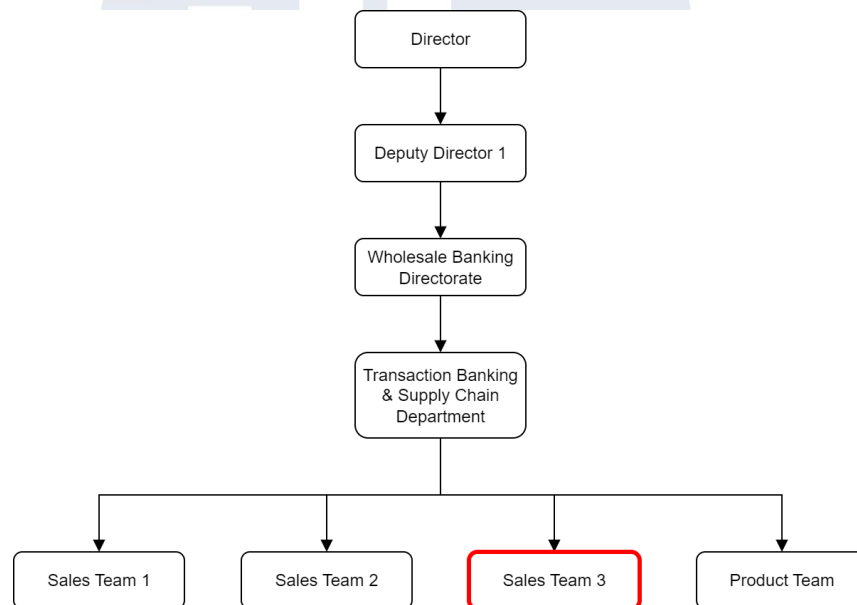 Director
Deputy Director 1
Wholesale Banking
Directorate
Transaction Banking
& Supply Chain
Department
Sales Team 1
Sales Team 2
Sales Team 3
Product Team